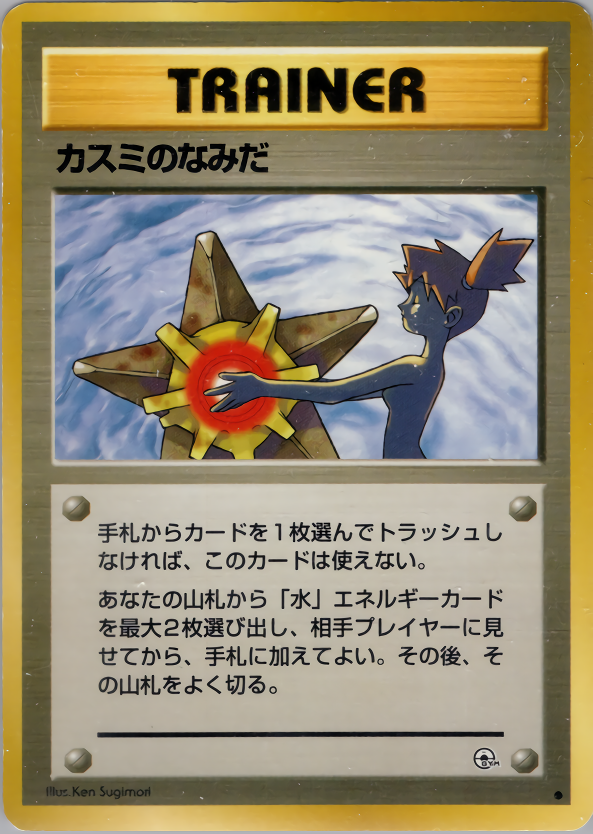 TRAINER
カスミのなみだ
手札からカードを1枚選んでトラッシュし
なければ、このカードは使えない。
あなたの山札から「水」エネルギーカード
を最大2枚選び出し、相手プレイヤーに見
せてから、手札に加えてよい。その後、そ
の山札をよく切る。
GYM
Illus. Ken Sugimori